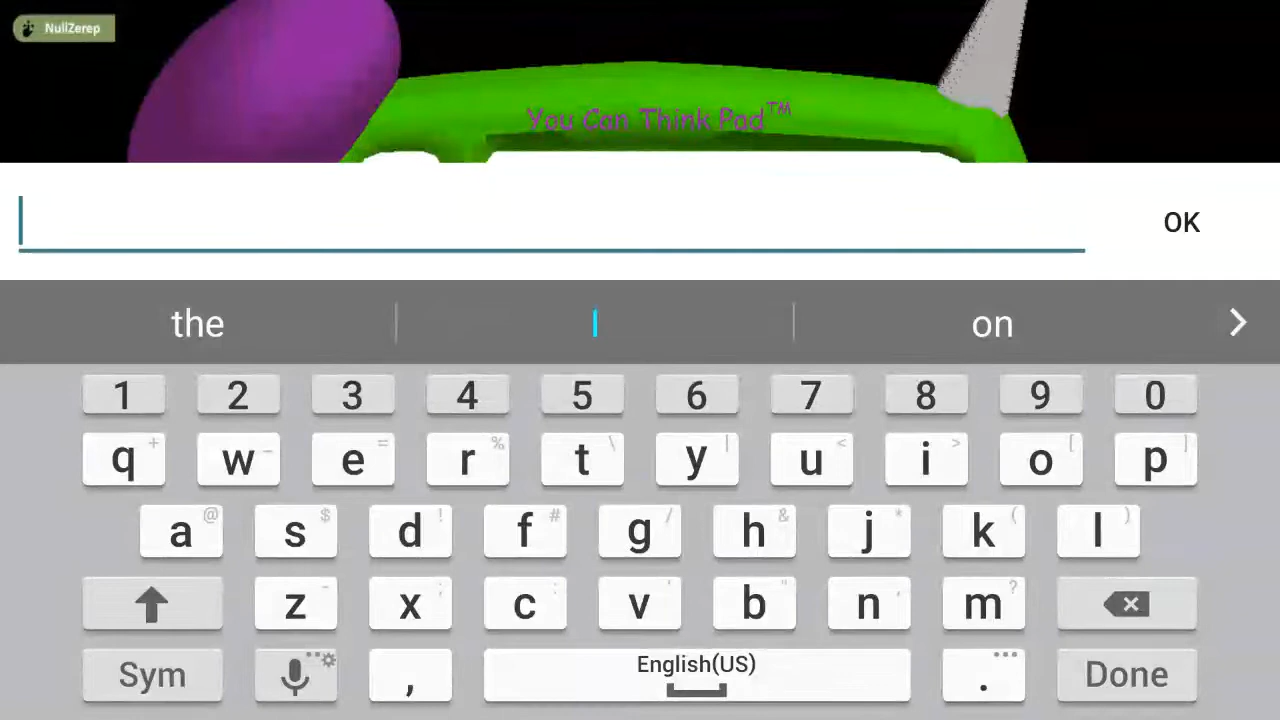 NullZerep
You Can Think Pad™
OK
the
on
1 2 3 4 5 6 7 8 9 0
q + w e = r % t \ y | u < i > o [ p ]
a @ s $ d ! f # g / h & j * k ( l )
z - x ; c : v ' b " n , m ?
Sym , English(US) . Done